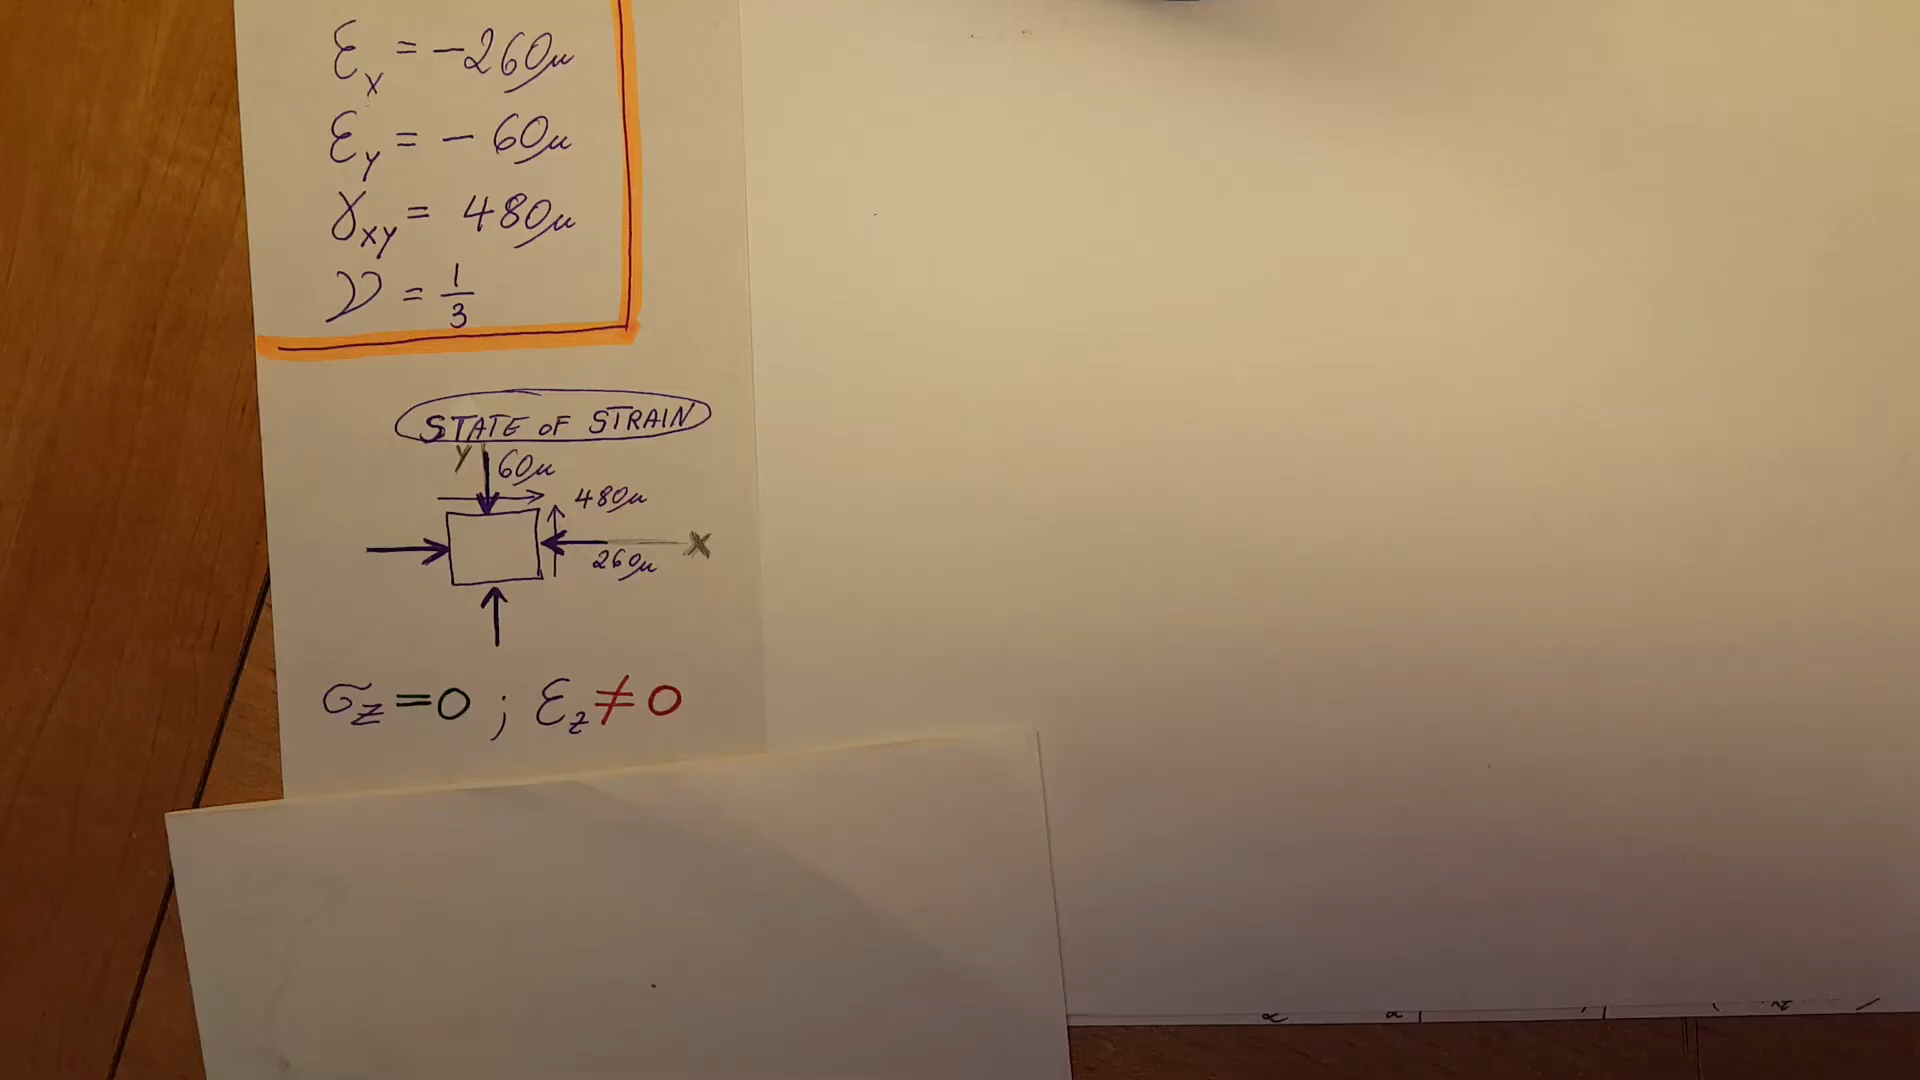 εx = -260μ
εy = - 60μ
γxy = 480μ
ν = 1/3
STATE OF STRAIN
Y 60μ
480μ
X
260μ
σz = 0 ; εz ≠ 0